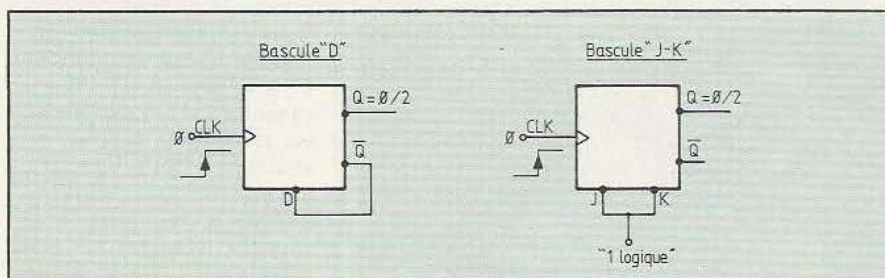 Bascule "D"
Q = Ø/2
Ø CLK
Q̅
D
Bascule "J-K"
Q = Ø/2
Ø CLK
Q̅
J K
"1 logique"